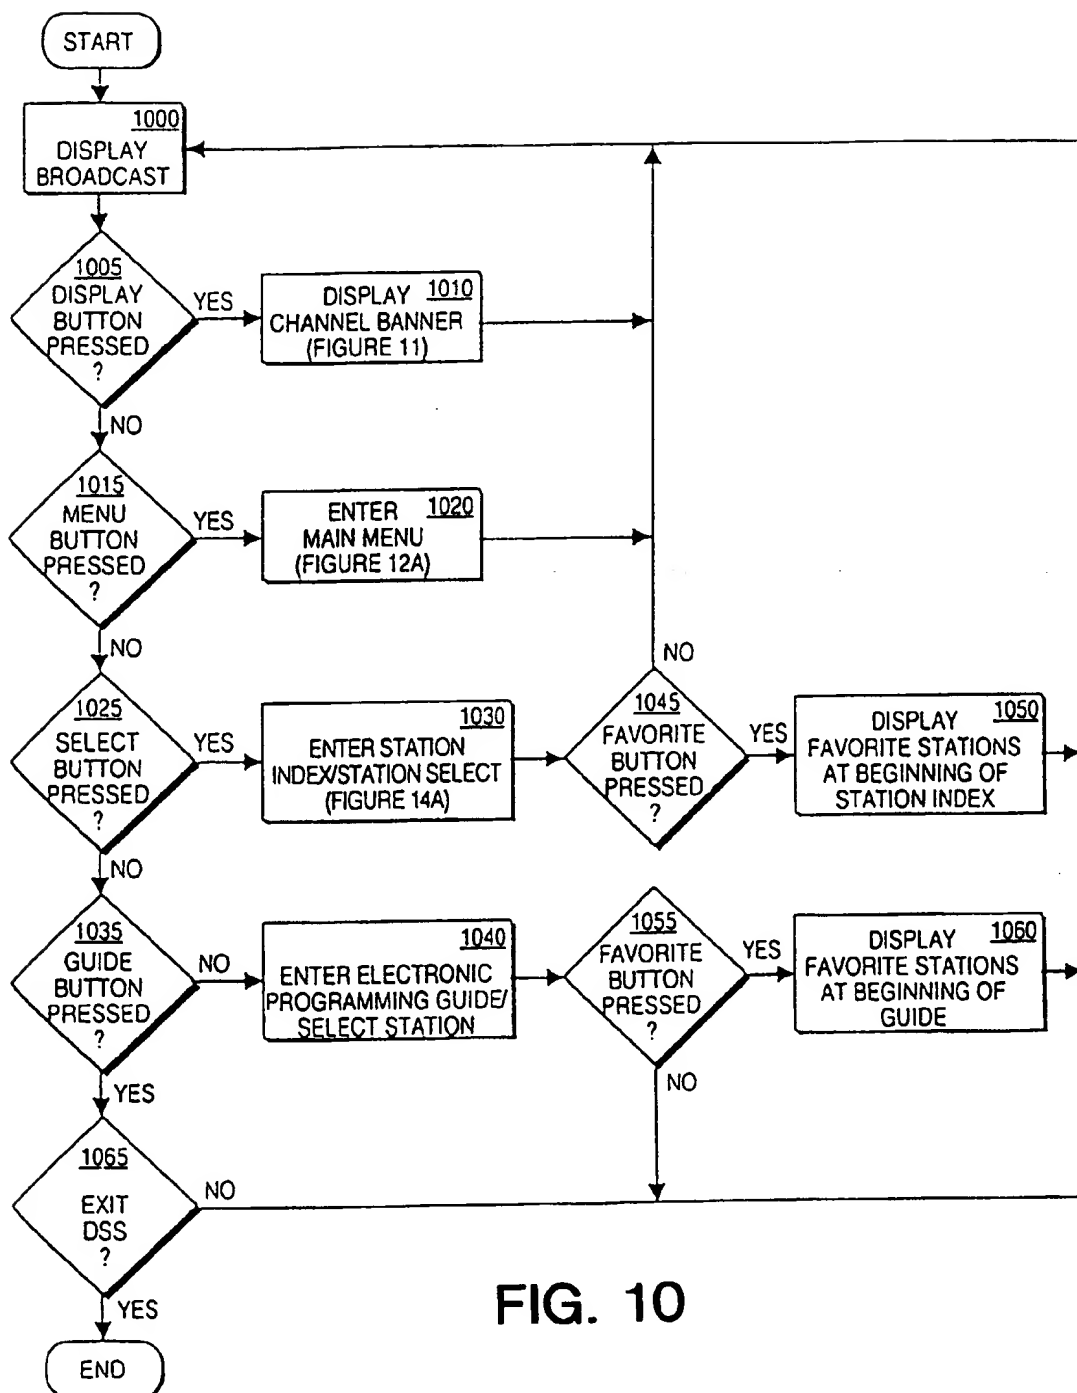 START
1000
DISPLAY
BROADCAST
1005
DISPLAY
BUTTON
PRESSED
?
YES
DISPLAY 1010
CHANNEL BANNER
(FIGURE 11)
NO
1015
MENU
BUTTON
PRESSED
?
YES
ENTER 1020
MAIN MENU
(FIGURE 12A)
NO
1025
SELECT
BUTTON
PRESSED
?
YES
1030
ENTER STATION
INDEX/STATION SELECT
(FIGURE 14A)
NO
1045
FAVORITE
BUTTON
PRESSED
?
YES
DISPLAY 1050
FAVORITE STATIONS
AT BEGINNING OF
STATION INDEX
NO
1035
GUIDE
BUTTON
PRESSED
?
NO
1040
ENTER ELECTRONIC
PROGRAMMING GUIDE/
SELECT STATION
1055
FAVORITE
BUTTON
PRESSED
?
YES
DISPLAY 1060
FAVORITE STATIONS
AT BEGINNING OF
GUIDE
NO
YES
1065
EXIT
DSS
?
NO
YES
END
FIG. 10